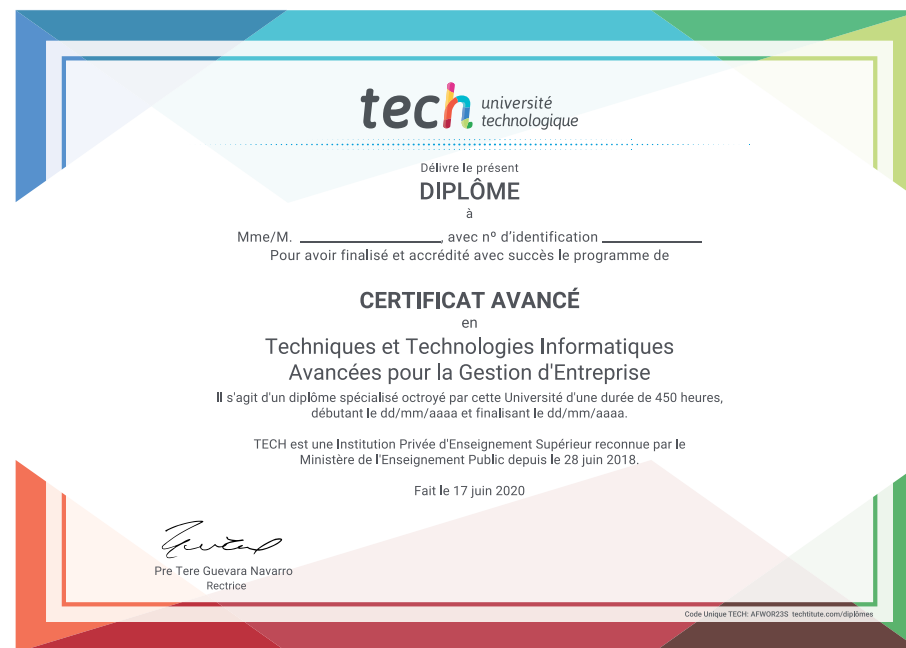 tech université
technologique
Délivre le présent
DIPLÔME
à
Mme/M. ____________________, avec nº d'identification ______________
Pour avoir finalisé et accrédité avec succès le programme de
CERTIFICAT AVANCÉ
en
Techniques et Technologies Informatiques
Avancées pour la Gestion d'Entreprise
Il s'agit d'un diplôme spécialisé octroyé par cette Université d'une durée de 450 heures,
débutant le dd/mm/aaaa et finalisant le dd/mm/aaaa.
TECH est une Institution Privée d'Enseignement Supérieur reconnue par le
Ministère de l'Enseignement Public depuis le 28 juin 2018.
Fait le 17 juin 2020
Pre Tere Guevara Navarro
Rectrice
Code Unique TECH: AFWOR23S techtitute.com/diplômes